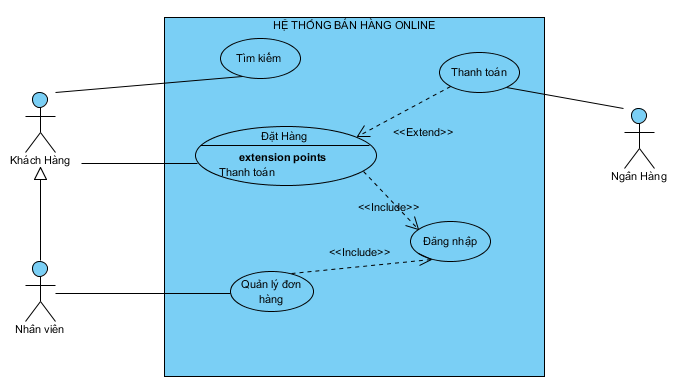 HỆ THỐNG BÁN HÀNG ONLINE
Tìm kiếm
Thanh toán
<<Extend>>
Khách Hàng
Đặt Hàng
extension points
Thanh toán
Ngân Hàng
<<Include>>
Đăng nhập
<<Include>>
Quản lý đơn
hàng
Nhân viên